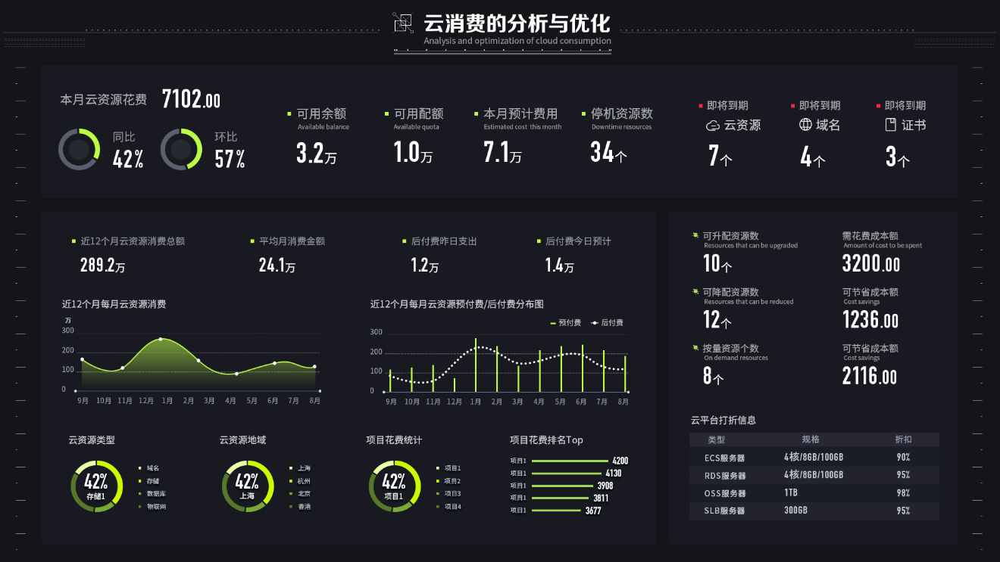 云消费的分析与优化
Analysis and optimization of cloud consumption
本月云资源花费 7102.00
同比
42%
环比
57%
可用余额
Available balance
3.2万
可用配额
Available quota
1.0万
本月预计费用
Estimated cost this month
7.1万
停机资源数
Downtime resources
34个
即将到期
云资源
7个
即将到期
域名
4个
即将到期
证书
3个
近12个月云资源消费总额
289.2万
平均月消费金额
24.1万
后付费昨日支出
1.2万
后付费今日预计
1.4万
近12个月每月云资源消费
万
300
200
100
0
9月 10月 11月 12月 1月 2月 3月 4月 5月 6月 7月 8月
近12个月每月云资源预付费/后付费分布图
预付费 后付费
300
200
100
0
9月 10月 11月 12月 1月 2月 3月 4月 5月 6月 7月 8月
云资源类型
42%
存储1
域名
存储
数据库
物联网
云资源地域
42%
上海
上海
杭州
北京
香港
项目花费统计
42%
项目1
项目1
项目2
项目3
项目4
项目花费排名Top
项目1 4200
项目1 4130
项目1 3908
项目1 3811
项目1 3677
可升配资源数
Resources that can be upgraded
10个
需花费成本额
Amount of cost to be spent
3200.00
可降配资源数
Resources that can be reduced
12个
可节省成本额
Cost savings
1236.00
按量资源个数
On demand resources
8个
可节省成本额
Cost savings
2116.00
云平台打折信息
类型 规格 折扣
ECS服务器 4核/8GB/100GB 90%
RDS服务器 4核/8GB/100GB 95%
OSS服务器 1TB 98%
SLB服务器 300GB 95%